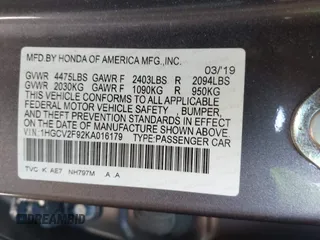 MFD. BY HONDA OF AMERICA MFG.,INC.
03/19
GVWR 4475LBS GAWR F 2403LBS R 2094LBS
GVWR 2030KG GAWR F 1090KG R 950KG
THIS VEHICLE CONFORMS TO ALL APPLICABLE
FEDERAL MOTOR VEHICLE SAFETY, BUMPER,
AND THEFT PREVENTION STANDARDS IN EFFECT
ON THE DATE OF MANUFACTURE SHOWN ABOVE.
V.I.N:1HGCV2F92KA016179 TYPE:PASSENGER CAR
TVC K AE7 NH797M .A .A
DREAMBID